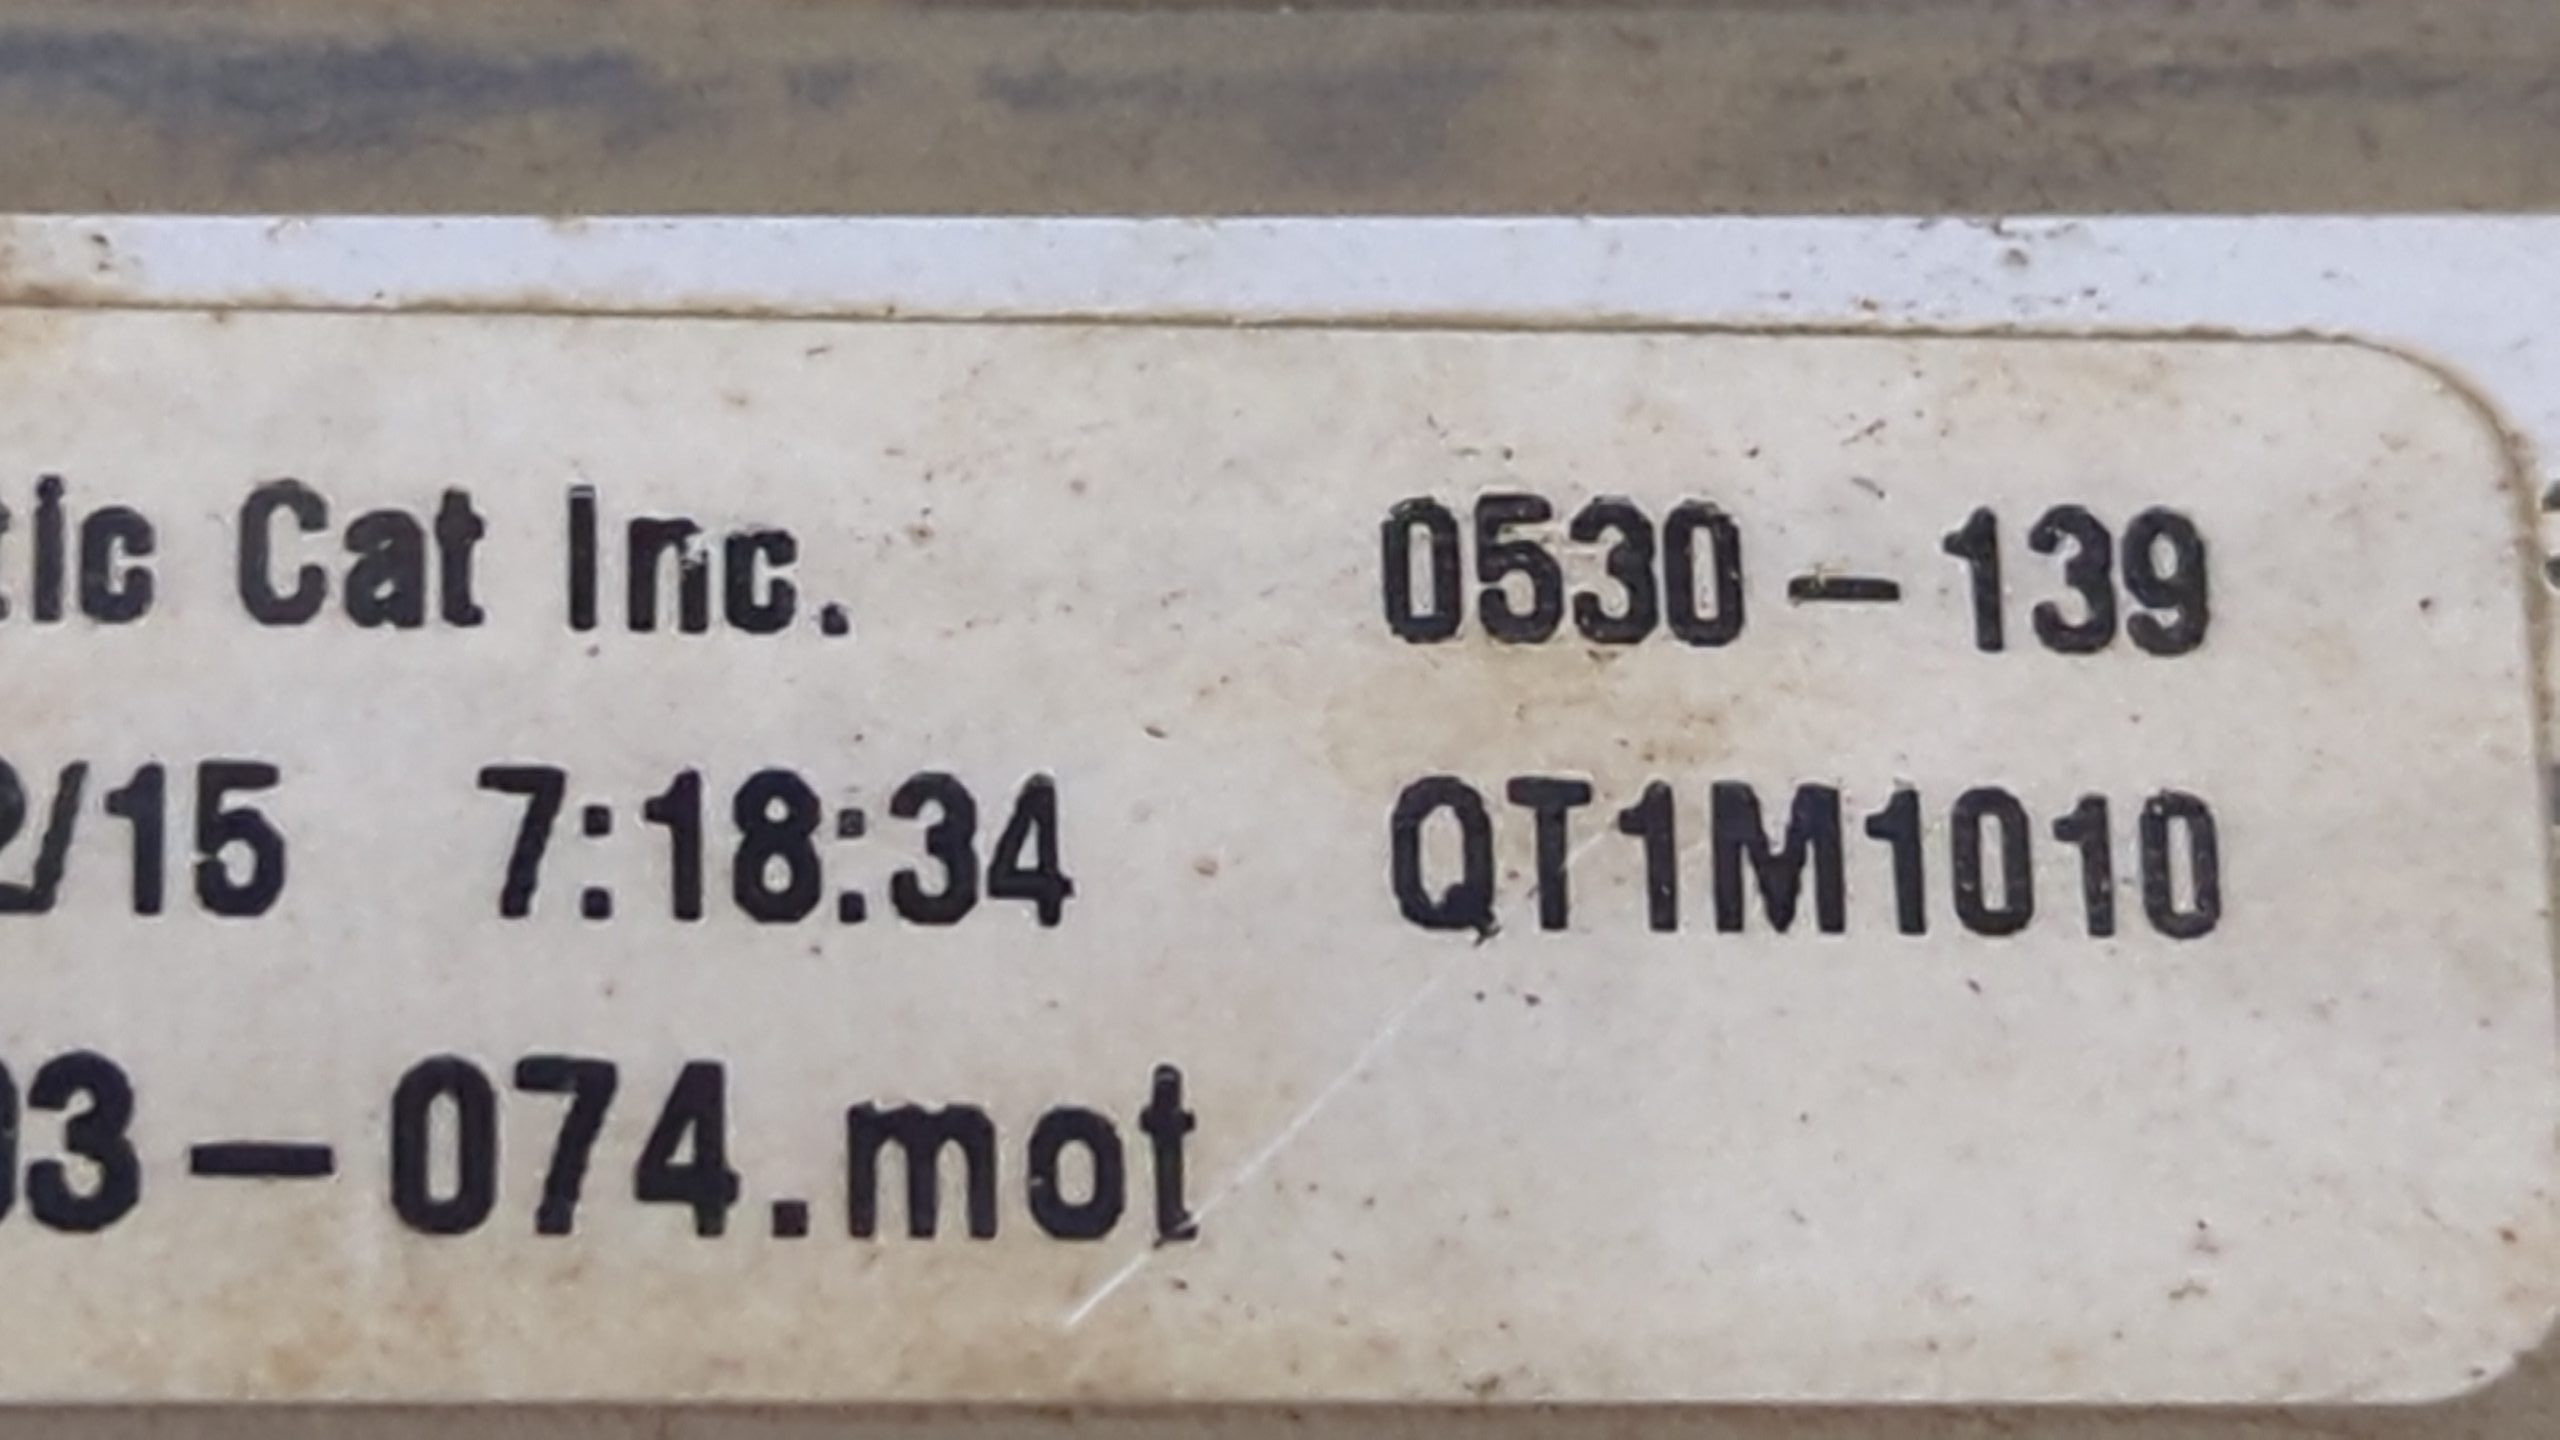 tic Cat Inc. 0530-139
2/15 7:18:34 QT1M1010
03-074.mot